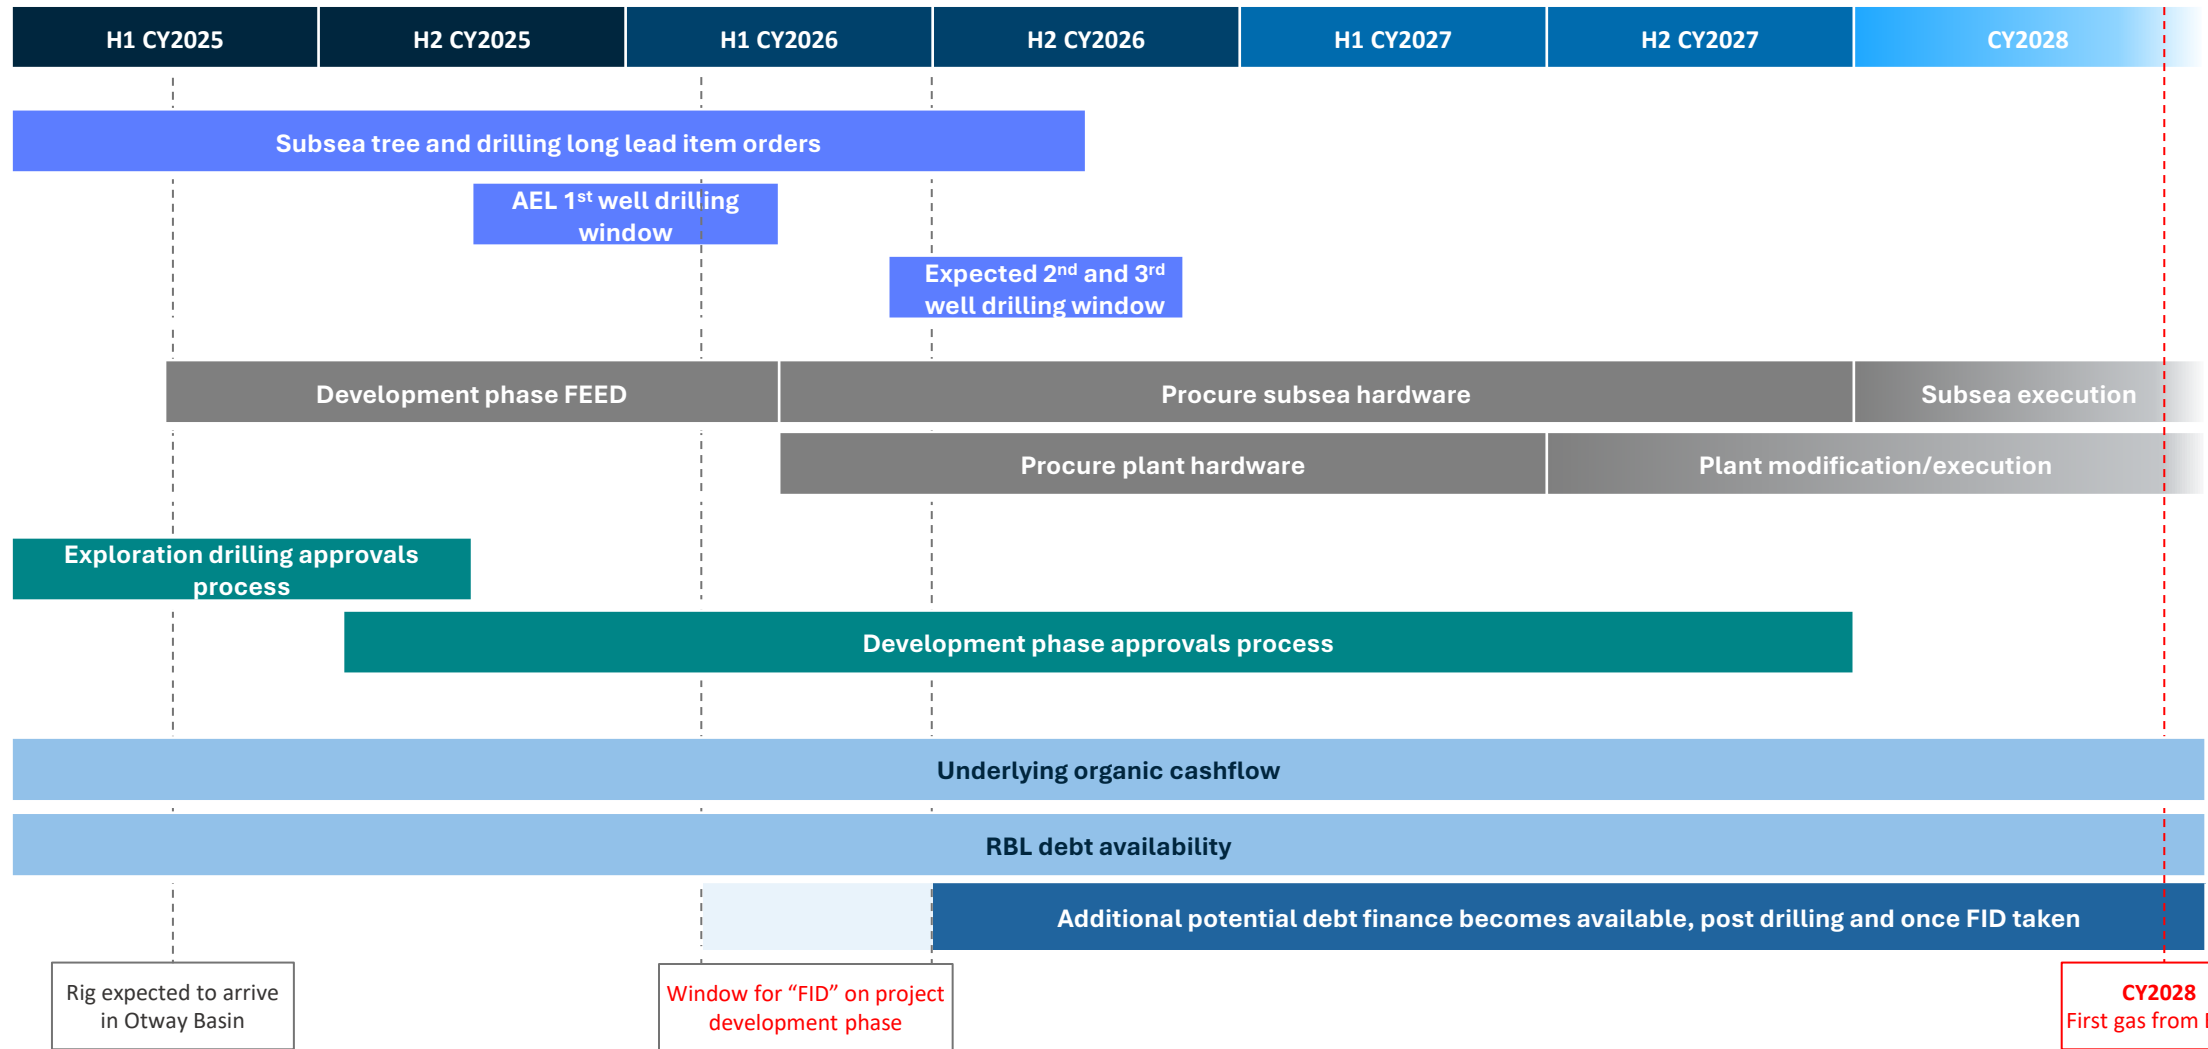 H1 CY2025
H2 CY2025
H1 CY2026
H2 CY2026
H1 CY2027
H2 CY2027
CY2028
Subsea tree and drilling long lead item orders
AEL 1st well drilling
window
Expected 2nd and 3rd
well drilling window
Development phase FEED
Procure subsea hardware
Subsea execution
Procure plant hardware
Plant modification/execution
Exploration drilling approvals
process
Development phase approvals process
Underlying organic cashflow
RBL debt availability
Additional potential debt finance becomes available, post drilling and once FID taken
Rig expected to arrive
in Otway Basin
Window for “FID” on project
development phase
CY2028
First gas from